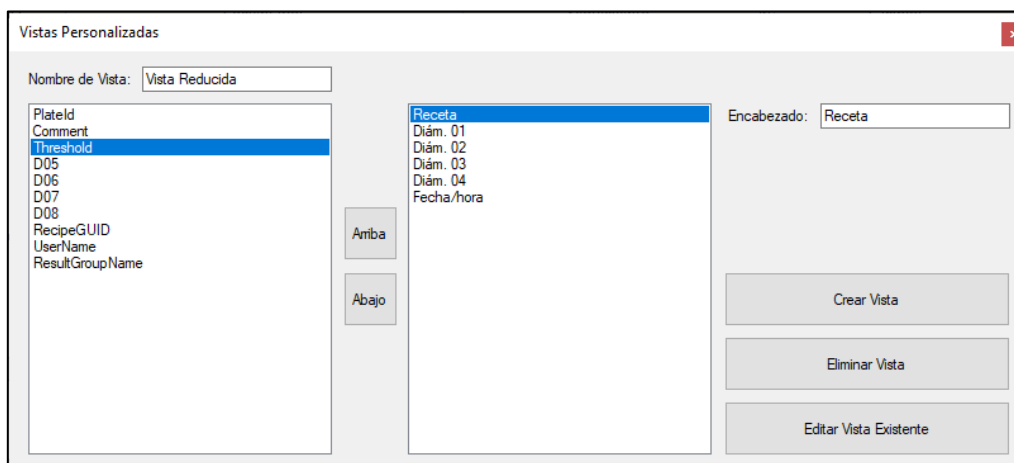 Vistas Personalizadas
x
Nombre de Vista: Vista Reducida
PlateId
Comment
Threshold
D05
D06
D07
D08
RecipeGUID
UserName
ResultGroupName
Arriba
Abajo
Receta
Diám. 01
Diám. 02
Diám. 03
Diám. 04
Fecha/hora
Encabezado: Receta
Crear Vista
Eliminar Vista
Editar Vista Existente